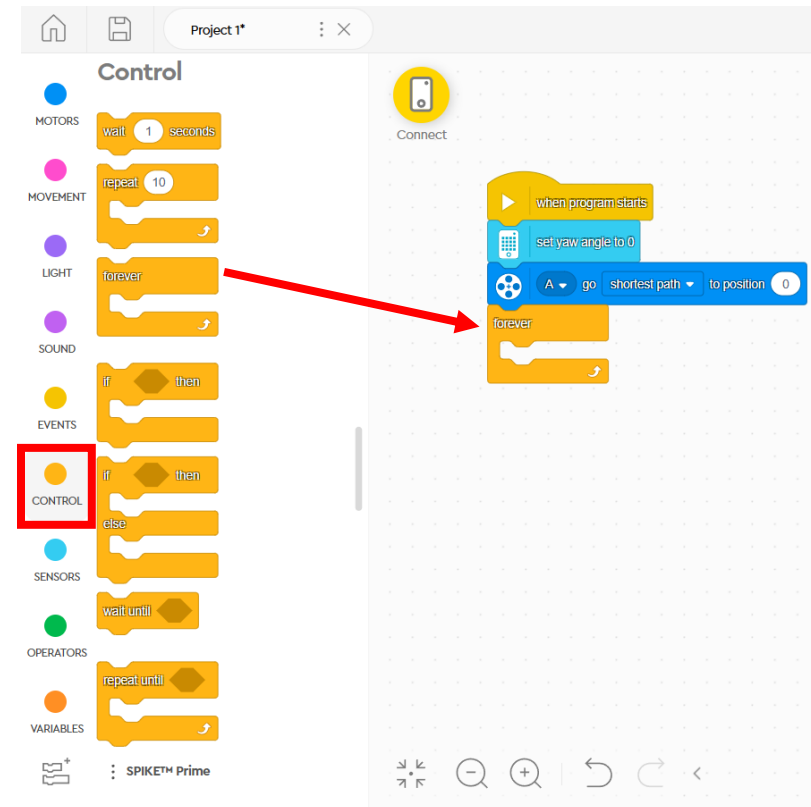 Project 1*
Control
MOTORS
MOVEMENT
LIGHT
SOUND
EVENTS
CONTROL
SENSORS
OPERATORS
VARIABLES
wait 1 seconds
repeat 10
forever
if then
if then
else
wait until
repeat until
SPIKE™ Prime
Connect
when program starts
set yaw angle to 0
A go shortest path to position 0
forever